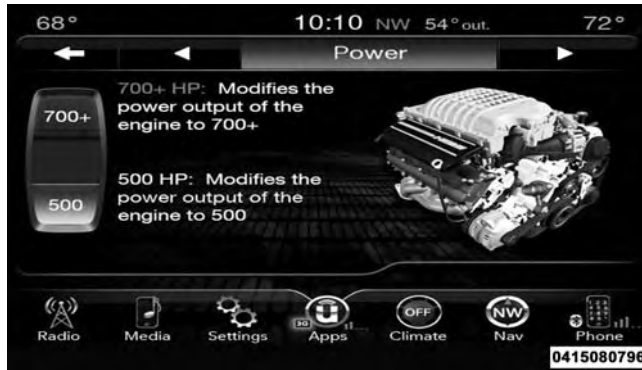 68° 10:10 NW 54° out. 72°
Power
700+
500
700+ HP: Modifies the
power output of the
engine to 700+
500 HP: Modifies the
power output of the
engine to 500
3G
OFF
NW
Radio Media Settings Apps Climate Nav Phone
0415080796